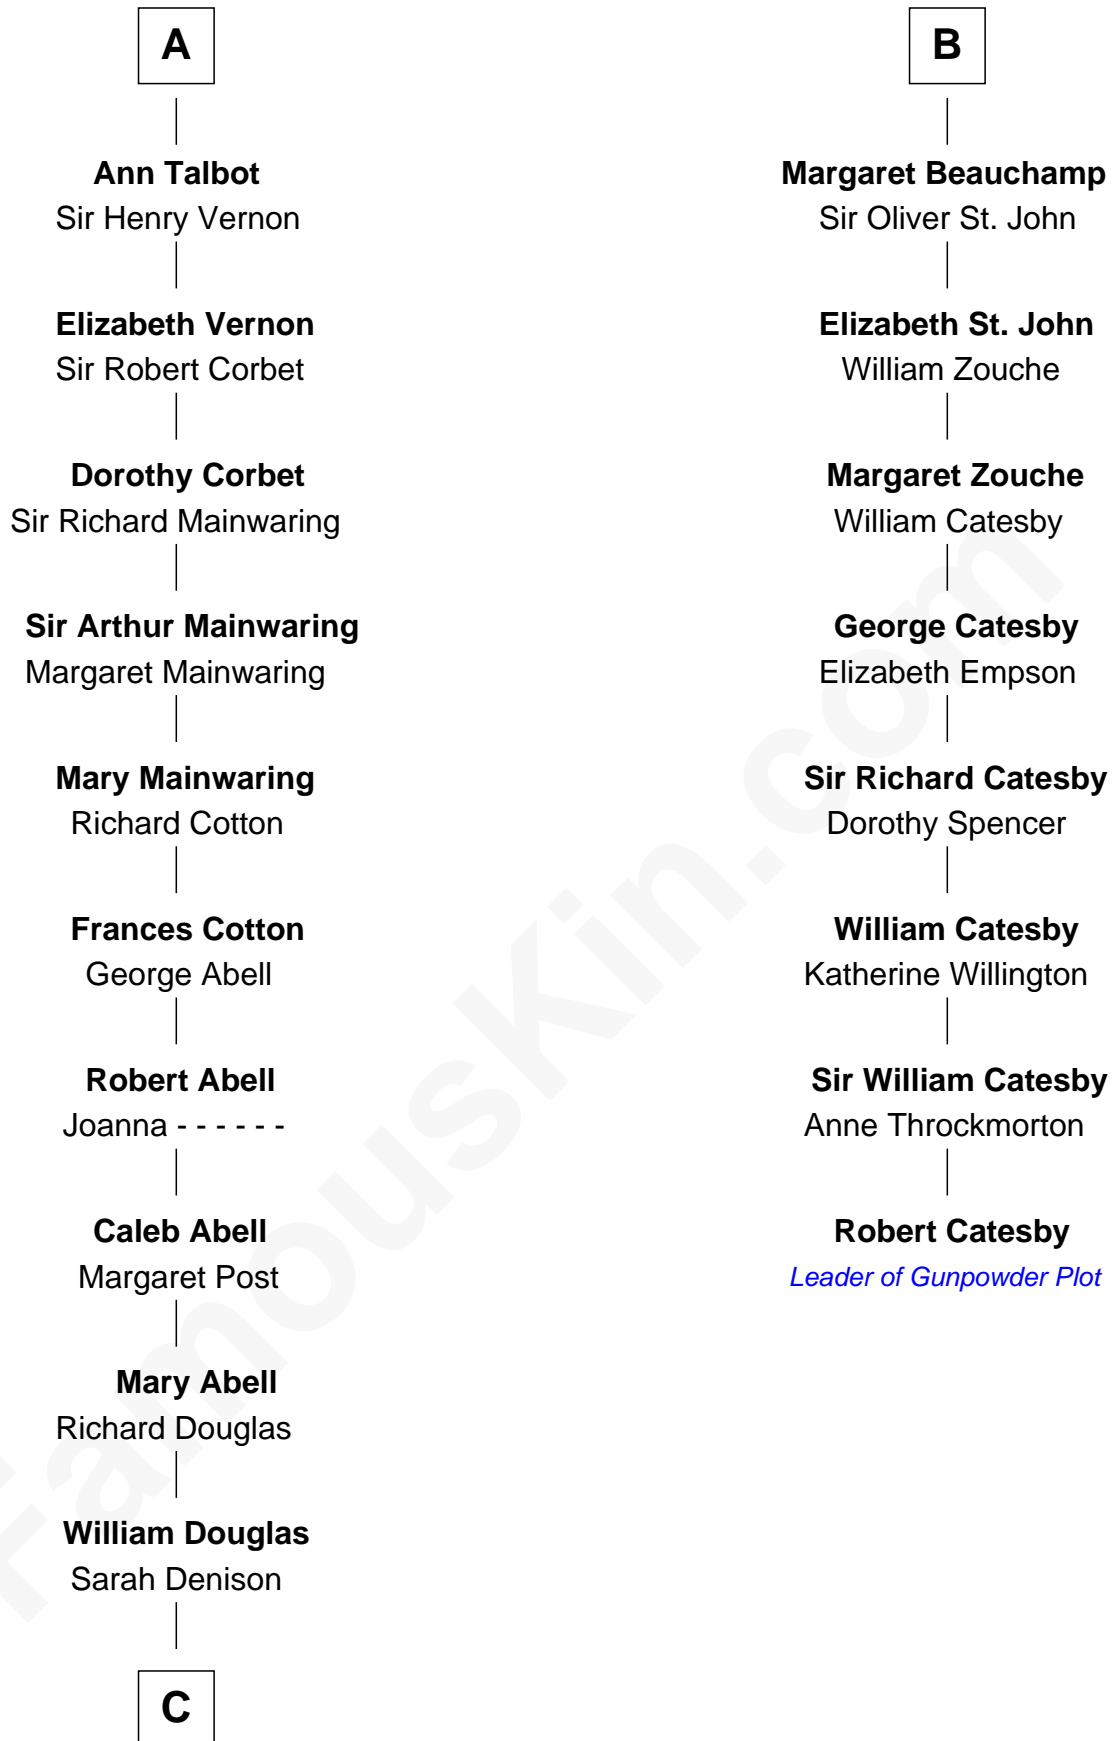 A
Ann Talbot
Sir Henry Vernon
Elizabeth Vernon
Sir Robert Corbet
Dorothy Corbet
Sir Richard Mainwaring
Sir Arthur Mainwaring
Margaret Mainwaring
Mary Mainwaring
Richard Cotton
Frances Cotton
George Abell
Robert Abell
Joanna - - - - - -
Caleb Abell
Margaret Post
Mary Abell
Richard Douglas
William Douglas
Sarah Denison
C
B
Margaret Beauchamp
Sir Oliver St. John
Elizabeth St. John
William Zouche
Margaret Zouche
William Catesby
George Catesby
Elizabeth Empson
Sir Richard Catesby
Dorothy Spencer
William Catesby
Katherine Willington
Sir William Catesby
Anne Throckmorton
Robert Catesby
Leader of Gunpowder Plot
FamousKin.com